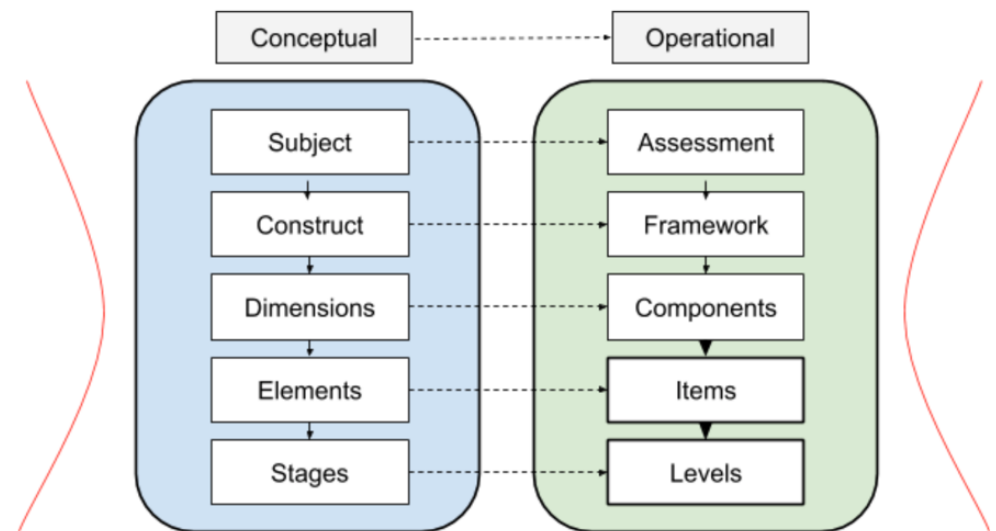 Conceptual
Operational
Subject
Assessment
Construct
Framework
Dimensions
Components
Elements
Items
Stages
Levels